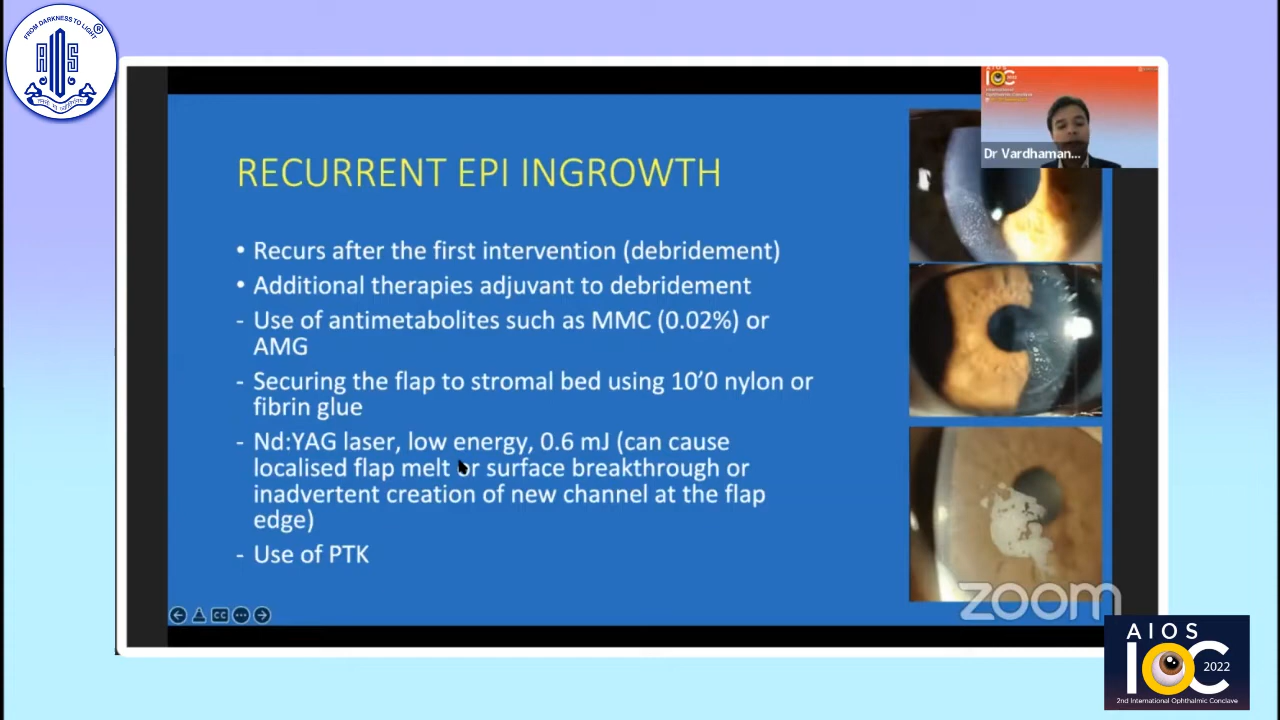 FROM DARKNESS TO LIGHT
®
AIOS
AIOS
IOC
Dr Vardhaman...
RECURRENT EPI INGROWTH
• Recurs after the first intervention (debridement)
• Additional therapies adjuvant to debridement
- Use of antimetabolites such as MMC (0.02%) or
AMG
- Securing the flap to stromal bed using 10’0 nylon or
fibrin glue
- Nd:YAG laser, low energy, 0.6 mJ (can cause
localised flap melt or surface breakthrough or
inadvertent creation of new channel at the flap
edge)
- Use of PTK
CC
zoom
AIOS
IOC
2022
2nd International Ophthalmic Conclave